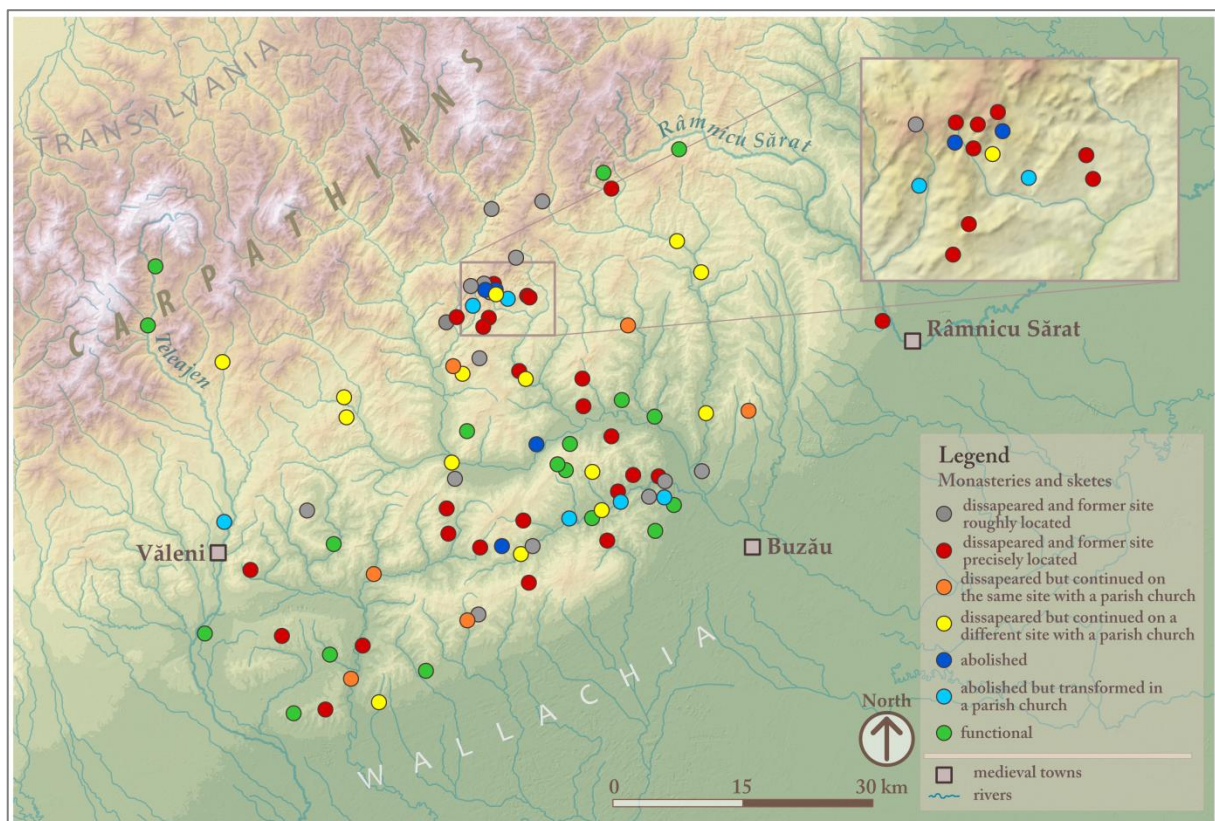 TRANSYLVANIA
CARPATHIANS
Râmnicu Sărat
Teleajen
Râmnicu Sărat
Văleni
Buzău
WALLACHIA
Legend
Monasteries and sketes
dissapeared and former site
roughly located
dissapeared and former site
precisely located
dissapeared but continued on
the same site with a parish church
dissapeared but continued on a
different site with a parish church
abolished
abolished but transformed in
a parish church
functional
medieval towns
rivers
North
0 15 30 km